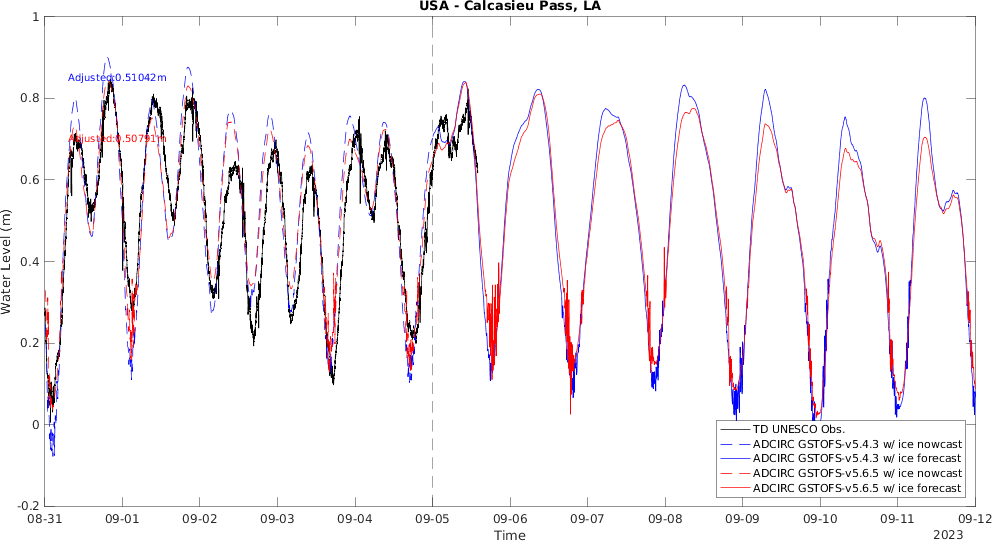 USA - Calcasieu Pass, LA
Water Level (m)
1
0.8
0.6
0.4
0.2
0
-0.2
Adjusted:0.51042m
Adjusted:0.50791m
TD UNESCO Obs.
ADCIRC GSTOFS-v5.4.3 w/ ice nowcast
ADCIRC GSTOFS-v5.4.3 w/ ice forecast
ADCIRC GSTOFS-v5.6.5 w/ ice nowcast
ADCIRC GSTOFS-v5.6.5 w/ ice forecast
08-31 09-01 09-02 09-03 09-04 09-05 09-06 09-07 09-08 09-09 09-10 09-11 09-12
Time
2023